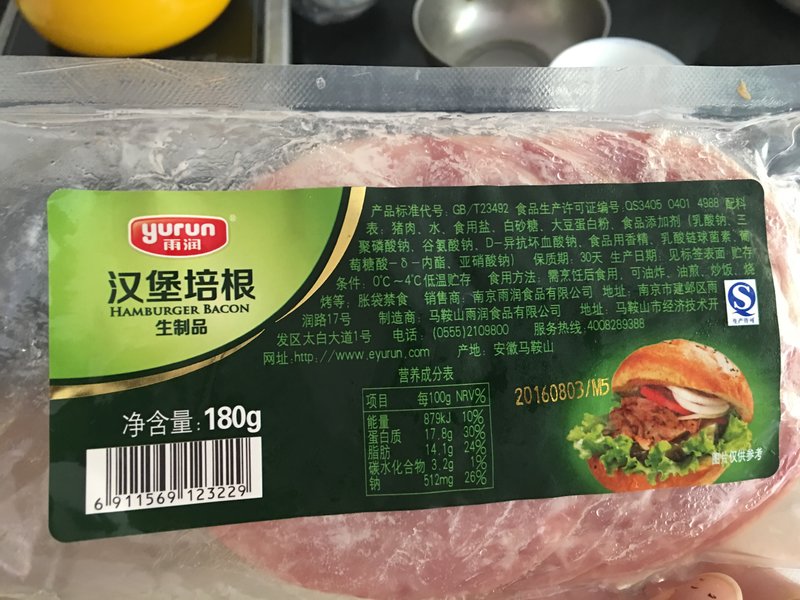 yurun
雨润
汉堡培根
HAMBURGER BACON
生制品
净含量: 180g
6 911569 123229
产品标准代号: GB/T23492 食品生产许可证编号:QS3405 0401 4988 配料
表: 猪肉、水、食用盐、白砂糖、大豆蛋白粉、食品添加剂 (乳酸钠、三
聚磷酸钠、谷氨酸钠、D-异抗坏血酸钠、食品用香精、乳酸链球菌素、葡
萄糖酸-δ-内酯、亚硝酸钠) 保质期: 30天 生产日期: 见标签表面 贮存
条件: 0℃~4℃低温贮存 食用方法: 需烹饪后食用, 可油炸、油煎、炒饭、烧
烤等; 胀袋禁食 销售商: 南京雨润食品有限公司 地址: 南京市建邺区雨
润路17号 制造商: 马鞍山雨润食品有限公司 地址: 马鞍山市经济技术开
发区太白大道1号 电话: (0555)2109800 服务热线:4008289388
网址:http://www.eyurun.com 产地: 安徽马鞍山
营养成分表
项目 每100g NRV%
能量 879kJ 10%
蛋白质 17.8g 30%
脂肪 14.1g 24%
碳水化合物 3.2g 1%
钠 512mg 26%
20160803/M5
生产许可
图片仅供参考